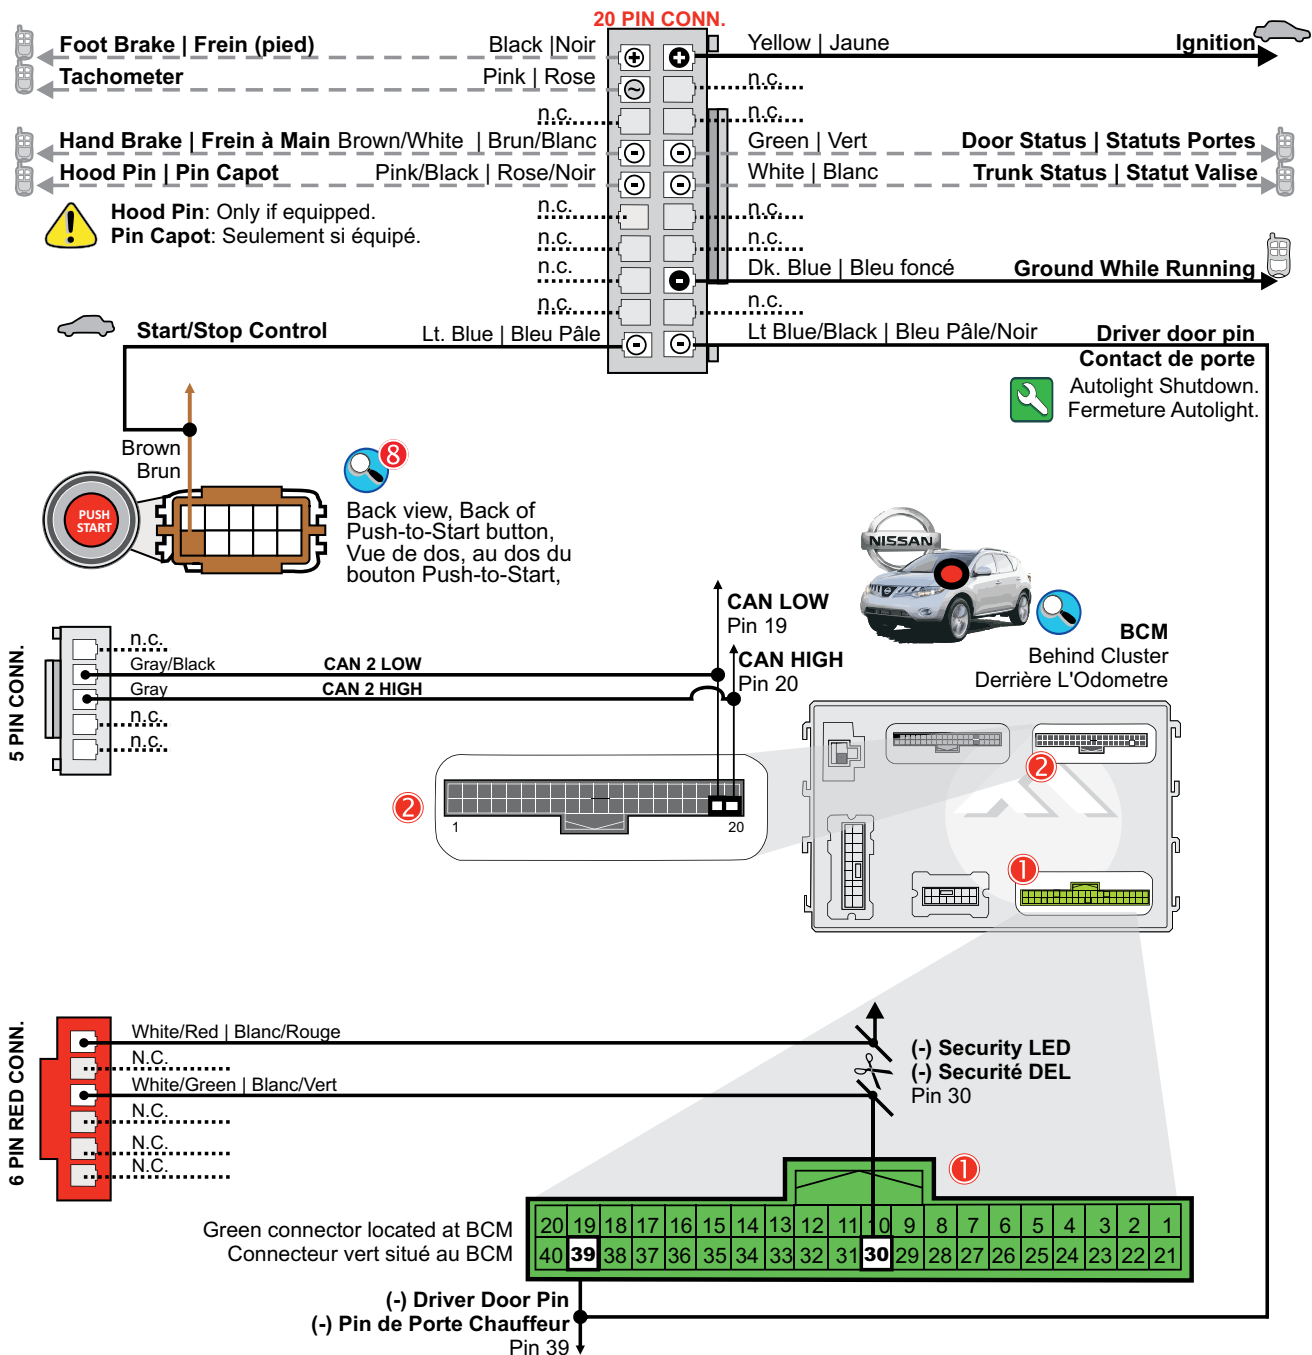 20 PIN CONN.
Foot Brake | Frein (pied) Black |Noir
Yellow | Jaune Ignition
Tachometer Pink | Rose
n.c.
n.c.
n.c.
Hand Brake | Frein à Main Brown/White | Brun/Blanc
Green | Vert Door Status | Statuts Portes
Hood Pin | Pin Capot Pink/Black | Rose/Noir
White | Blanc Trunk Status | Statut Valise
Hood Pin: Only if equipped.
Pin Capot: Seulement si équipé.
n.c.
n.c.
n.c.
n.c.
n.c.
Dk. Blue | Bleu foncé Ground While Running
n.c.
n.c.
Start/Stop Control Lt. Blue | Bleu Pâle
Lt Blue/Black | Bleu Pâle/Noir Driver door pin
Contact de porte
Autolight Shutdown.
Fermeture Autolight.
Brown
Brun
PUSH
START
8
Back view, Back of
Push-to-Start button,
Vue de dos, au dos du
bouton Push-to-Start,
NISSAN
BCM
Behind Cluster
Derrière L'Odometre
CAN LOW
Pin 19
CAN HIGH
Pin 20
5 PIN CONN.
n.c.
Gray/Black CAN 2 LOW
Gray CAN 2 HIGH
n.c.
n.c.
2
1 20
2
1
6 PIN RED CONN.
White/Red | Blanc/Rouge
N.C.
White/Green | Blanc/Vert
N.C.
N.C.
N.C.
(-) Security LED
(-) Securité DEL
Pin 30
1
Green connector located at BCM
Connecteur vert situé au BCM
20 19 18 17 16 15 14 13 12 11 10 9 8 7 6 5 4 3 2 1
40 39 38 37 36 35 34 33 32 31 30 29 28 27 26 25 24 23 22 21
(-) Driver Door Pin
(-) Pin de Porte Chauffeur
Pin 39